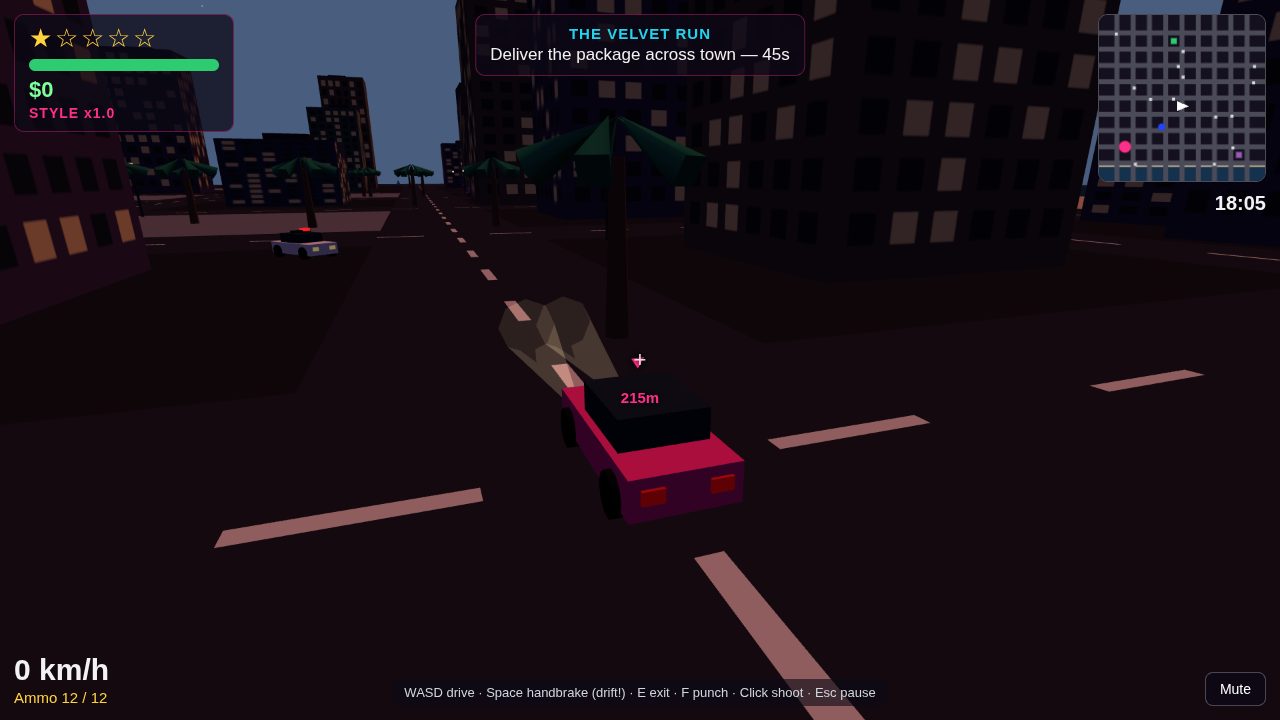 ★☆☆☆☆
$0
STYLE x1.0
THE VELVET RUN
Deliver the package across town — 45s
18:05
215m
0 km/h
Ammo 12 / 12
WASD drive · Space handbrake (drift!) · E exit · F punch · Click shoot · Esc pause
Mute